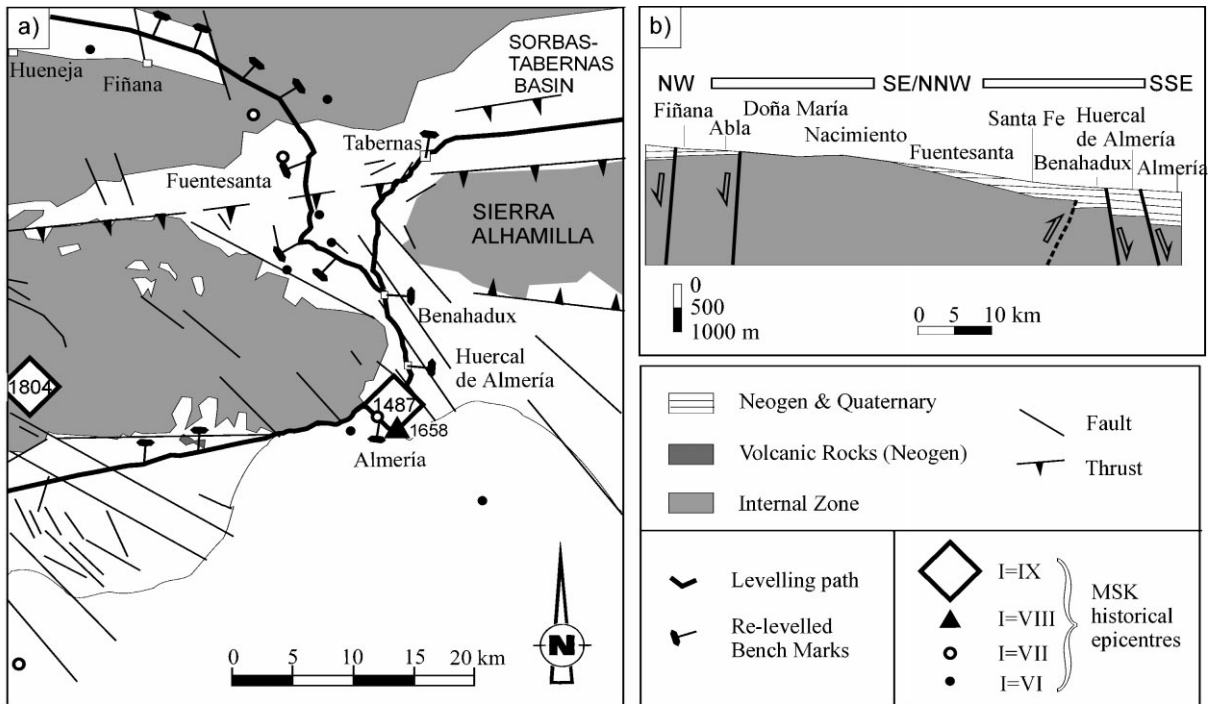 a)
SORBAS-
TABERNAS
BASIN
Hueneja
Fiñana
Tabernas
Fuentesanta
SIERRA
ALHAMILLA
Benahadux
Huercal
de Almería
1804
1487
1658
Almería
0 5 10 15 20 km
N
b)
NW SE/NNW SSE
Fiñana
Abla
Doña María
Nacimiento
Fuentesanta
Santa Fe
Benahadux
Huercal
de Almería
Almería
0
500
1000 m
0 5 10 km
Neogen & Quaternary
Volcanic Rocks (Neogen)
Internal Zone
Fault
Thrust
Levelling path
Re-levelled
Bench Marks
I=IX
I=VIII
I=VII
I=VI
MSK
historical
epicentres